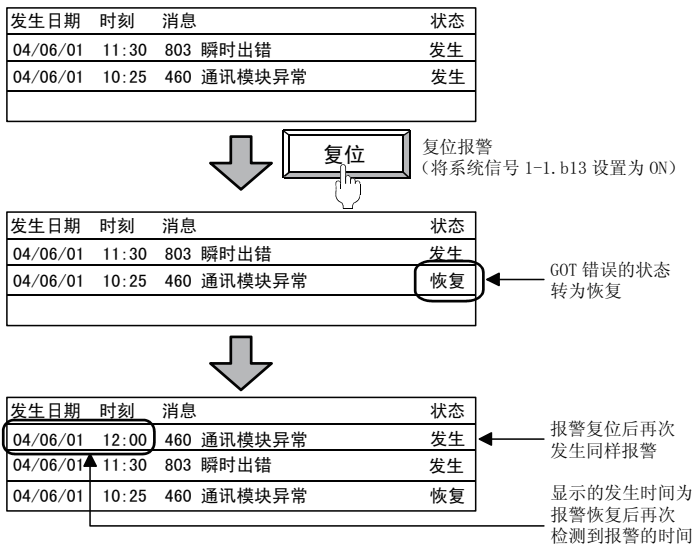 发生日期 时刻 消息 状态
04/06/01 11:30 803 瞬时出错 发生
04/06/01 10:25 460 通讯模块异常 发生
复位
复位报警
（将系统信号 1-1.b13 设置为 ON）
发生日期 时刻 消息 状态
04/06/01 11:30 803 瞬时出错 发生
04/06/01 10:25 460 通讯模块异常 恢复
GOT 错误的状态
转为恢复
发生日期 时刻 消息 状态
04/06/01 12:00 460 通讯模块异常 发生
04/06/01 11:30 803 瞬时出错 发生
04/06/01 10:25 460 通讯模块异常 恢复
报警复位后再次
发生同样报警
显示的发生时间为
报警恢复后再次
检测到报警的时间